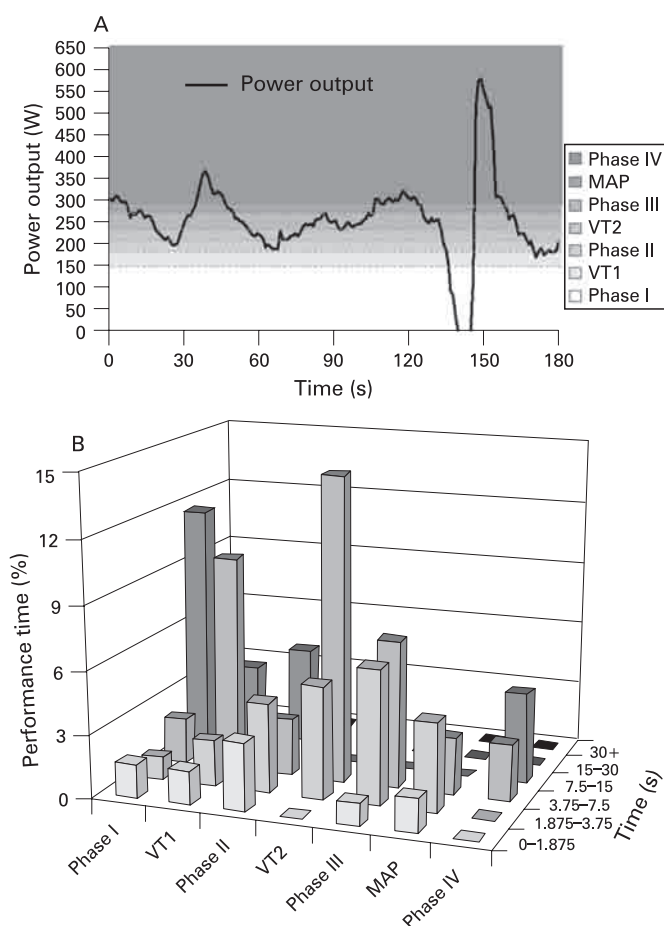 A
Power output (W)
650
600
550
500
450
400
350
300
250
200
150
100
50
0
Power output
0 30 60 90 120 150 180
Time (s)
Phase IV
MAP
Phase III
VT2
Phase II
VT1
Phase I
B
Performance time (%)
15
12
9
6
3
0
Phase I
VT1
Phase II
VT2
Phase III
MAP
Phase IV
30+
15–30
7.5–15
3.75–7.5
1.875–3.75
0–1.875
Time (s)